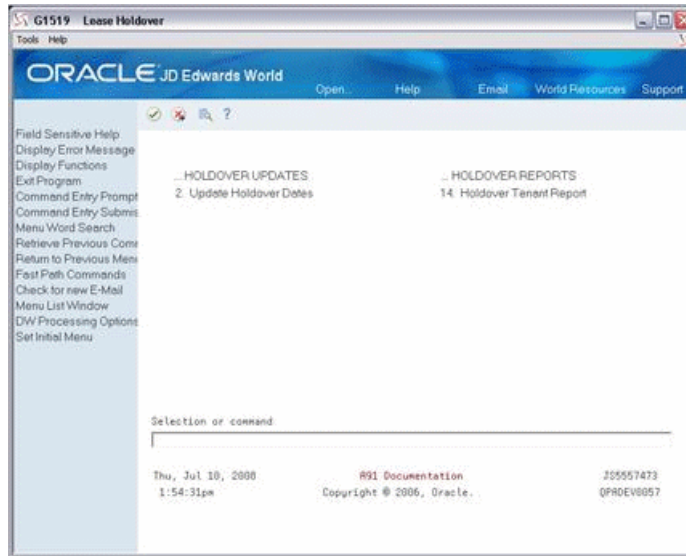 G1519 Lease Holdover
Tools Help
ORACLE JD Edwards World
Open... Help Email World Resources Support
Field Sensitive Help
Display Error Message
Display Functions
Exit Program
Command Entry Prompt
Command Entry Submis
Menu Word Search
Retrieve Previous Com
Return to Previous Men
Fast Path Commands
Check for new E-Mail
Menu List Window
DW Processing Options
Set Initial Menu
... HOLDOVER UPDATES ... HOLDOVER REPORTS
2. Update Holdover Dates 14. Holdover Tenant Report
Selection or command
Thu, Jul 10, 2008 A91 Documentation JS5557473
1:54:31pm Copyright © 2006, Oracle. QPADEV0057